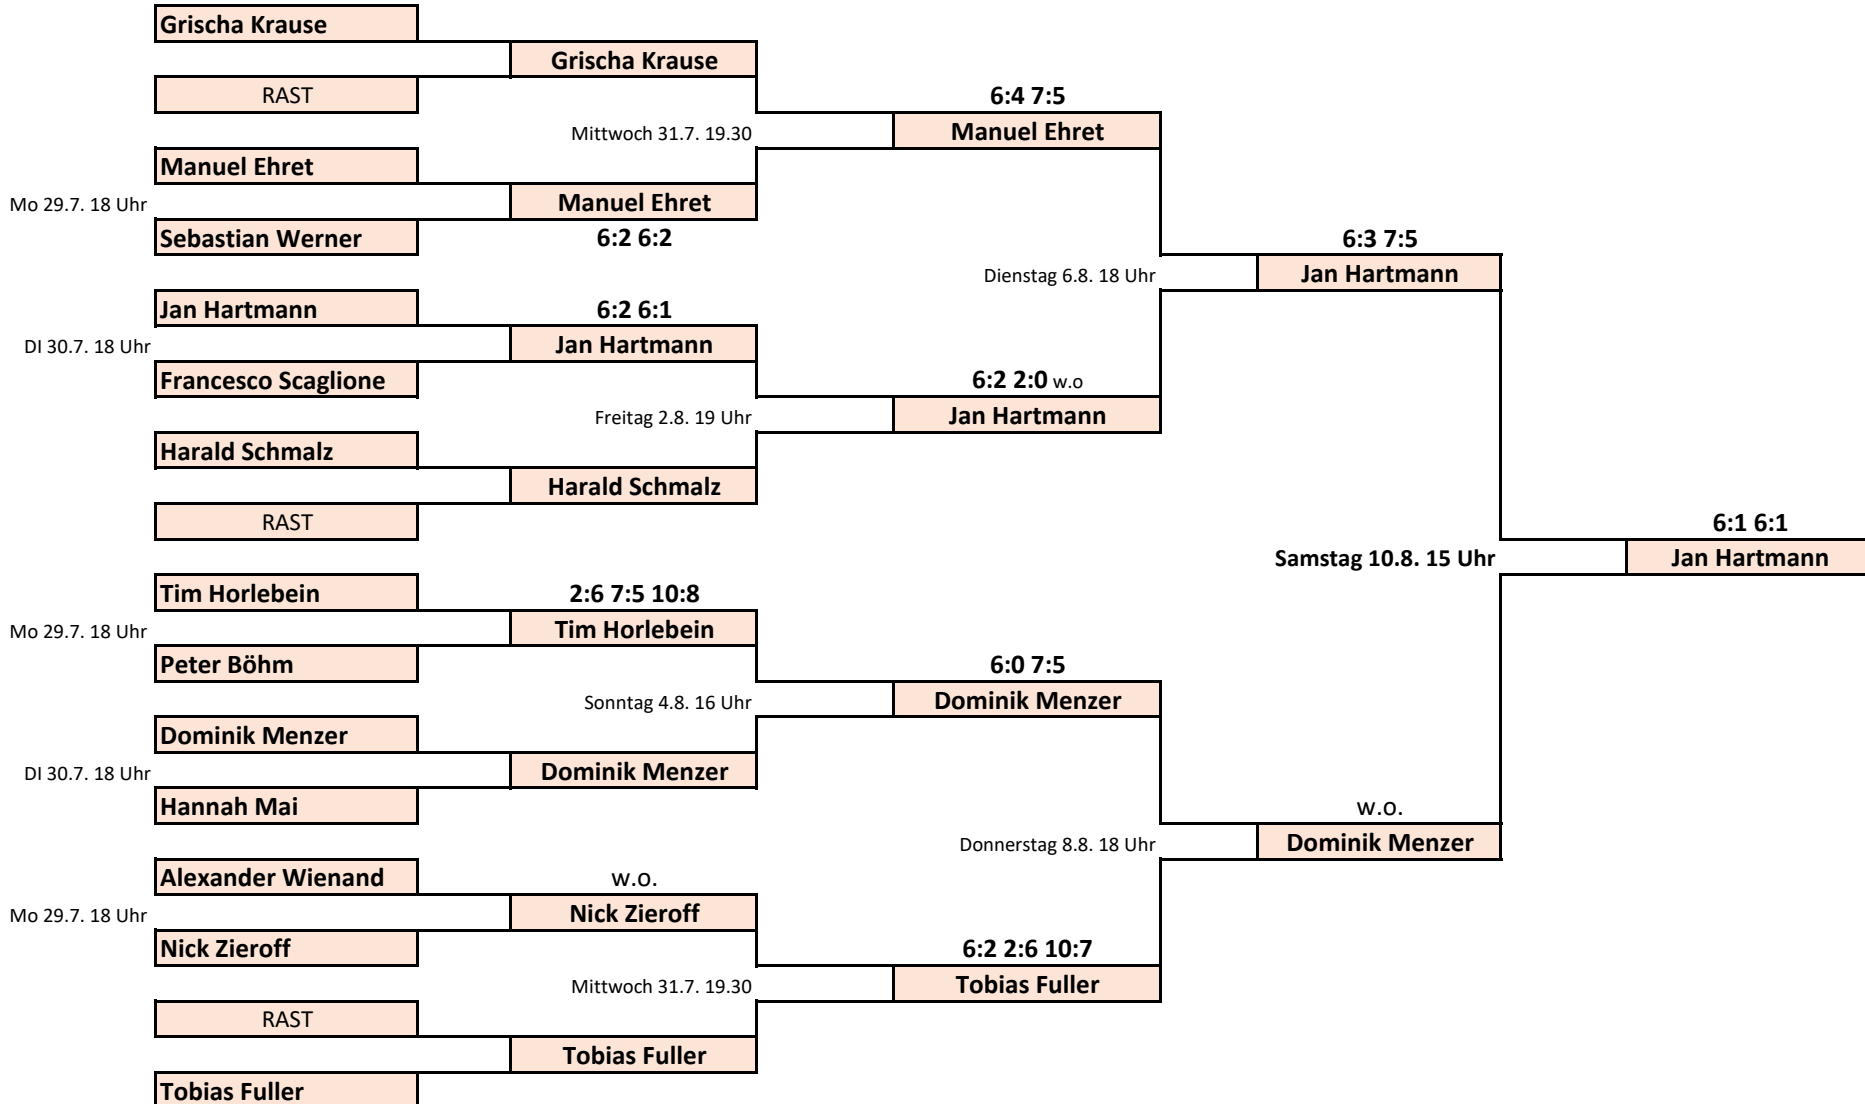 Grischa Krause
Grischa Krause
RAST
6:4 7:5
Mittwoch 31.7. 19.30
Manuel Ehret
Manuel Ehret
Mo 29.7. 18 Uhr
Manuel Ehret
Sebastian Werner
6:2 6:2
6:3 7:5
Dienstag 6.8. 18 Uhr
Jan Hartmann
Jan Hartmann
6:2 6:1
DI 30.7. 18 Uhr
Jan Hartmann
Francesco Scaglione
6:2 2:0 w.o
Freitag 2.8. 19 Uhr
Jan Hartmann
Harald Schmalz
Harald Schmalz
RAST
6:1 6:1
Samstag 10.8. 15 Uhr
Jan Hartmann
Tim Horlebein
2:6 7:5 10:8
Mo 29.7. 18 Uhr
Tim Horlebein
Peter Böhm
6:0 7:5
Sonntag 4.8. 16 Uhr
Dominik Menzer
Dominik Menzer
DI 30.7. 18 Uhr
Dominik Menzer
Hannah Mai
w.o.
Donnerstag 8.8. 18 Uhr
Dominik Menzer
Alexander Wienand
w.o.
Mo 29.7. 18 Uhr
Nick Zieroff
Nick Zieroff
6:2 2:6 10:7
Mittwoch 31.7. 19.30
Tobias Fuller
RAST
Tobias Fuller
Tobias Fuller